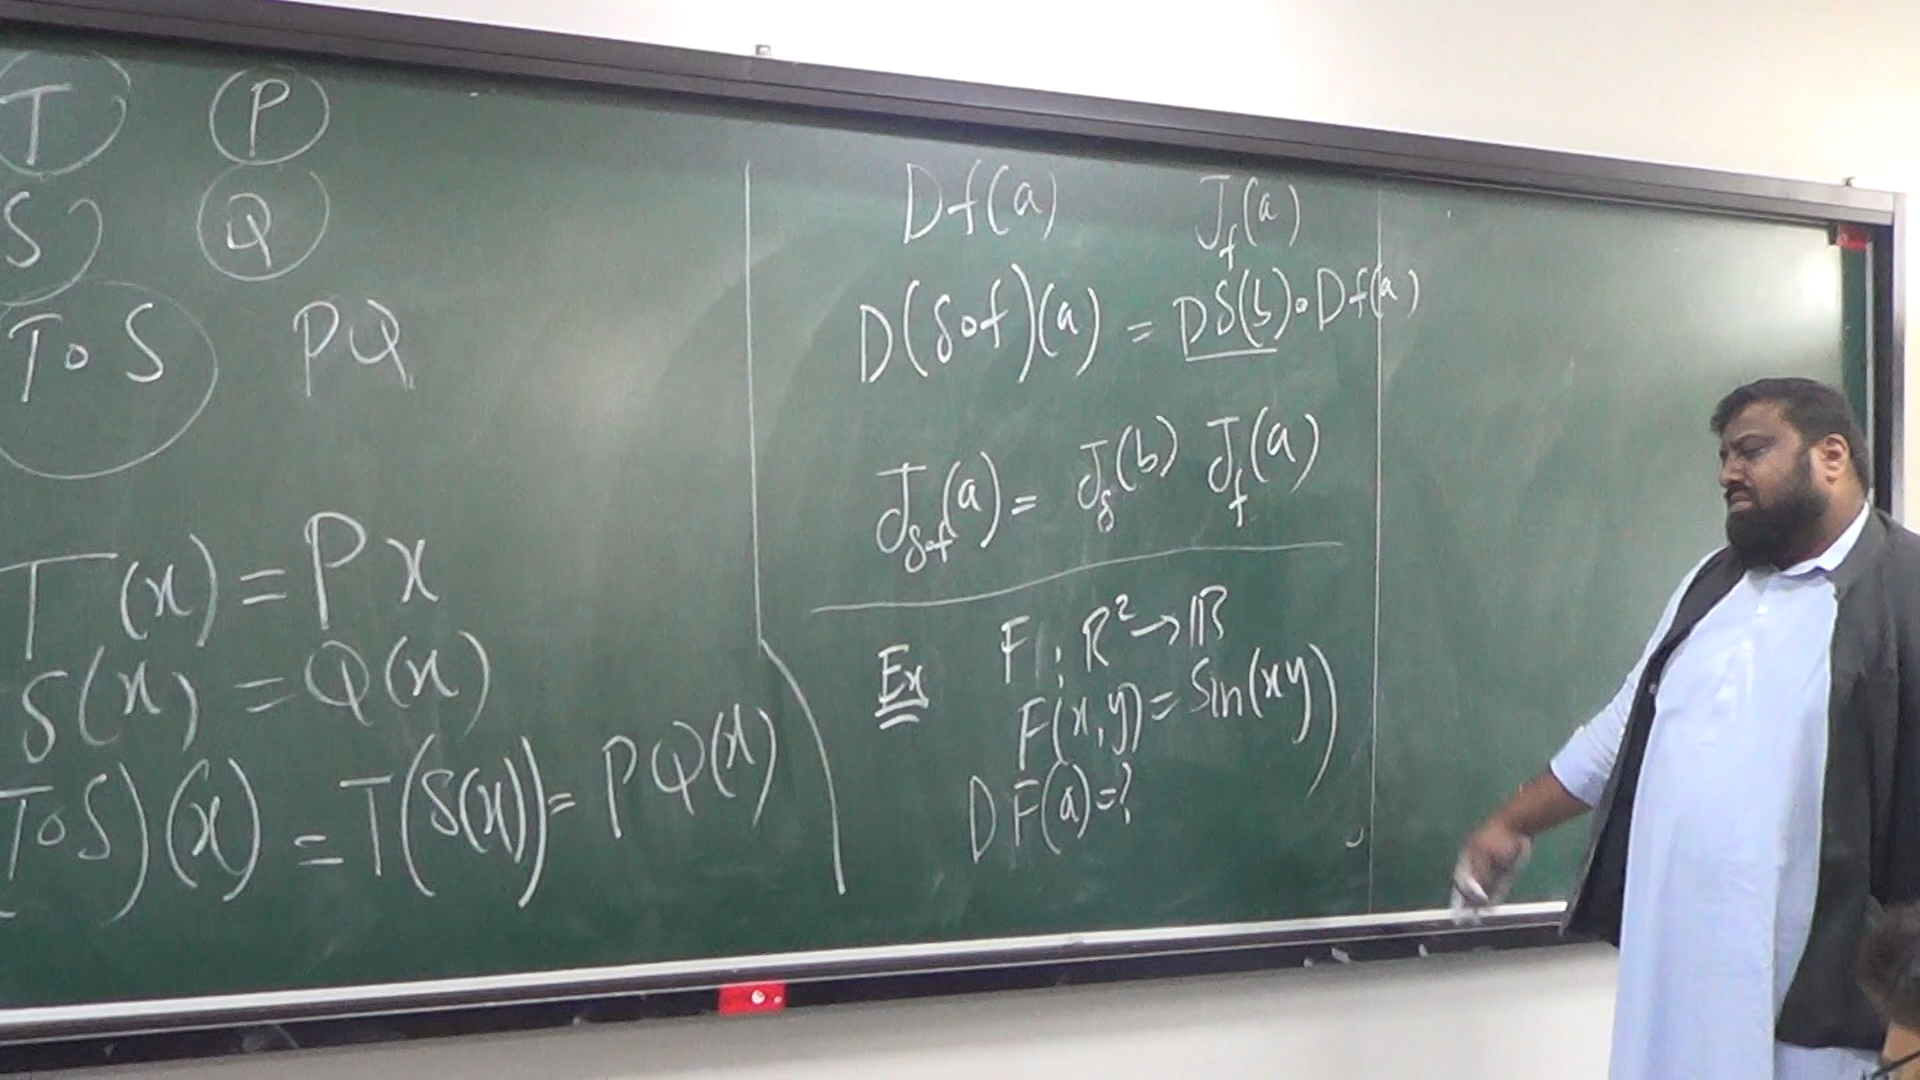 T P
S Q
T∘S PQ
T(x) = Px
S(x) = Q(x)
(T∘S)(x) = T(S(x)) = PQ(x)
Df(a) J_f(a)
D(g∘f)(a) = Dg(b)∘Df(a)
J_{g∘f}(a) = J_g(b) J_f(a)
Ex F: R² → R
F(x,y) = Sin(xy)
DF(a)=?